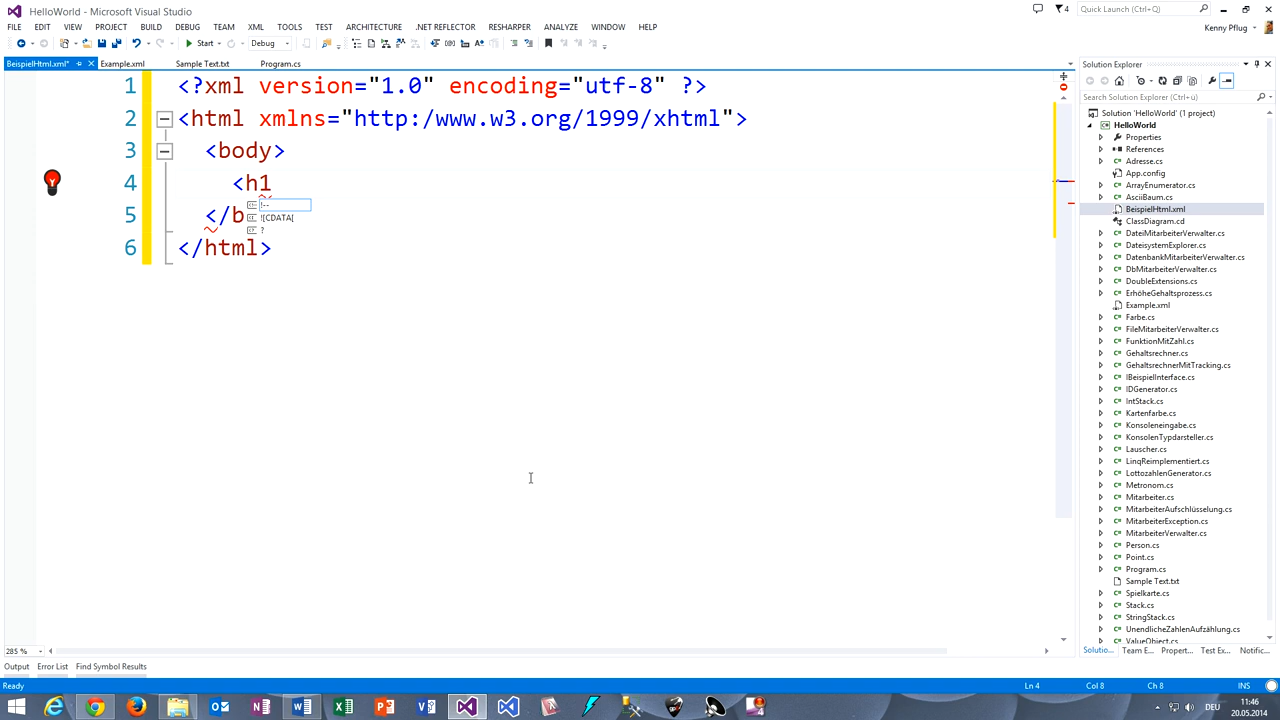 HelloWorld - Microsoft Visual Studio
4
Quick Launch (Ctrl+Q)
FILE EDIT VIEW PROJECT BUILD DEBUG TEAM XML TOOLS TEST ARCHITECTURE .NET REFLECTOR RESHARPER ANALYZE WINDOW HELP
Kenny Pflug
Start Debug
BeispielHtml.xml* Example.xml Sample Text.txt Program.cs
1 <?xml version="1.0" encoding="utf-8" ?>
2 <html xmlns="http:/www.w3.org/1999/xhtml">
3 <body>
4 <h1
!--
5 </b
![CDATA[
?
6 </html>
285 %
Solution Explorer
Search Solution Explorer (Ctrl+ü)
Solution 'HelloWorld' (1 project)
HelloWorld
Properties
References
Adresse.cs
App.config
ArrayEnumerator.cs
AsciiBaum.cs
BeispielHtml.xml
ClassDiagram.cd
DateiMitarbeiterVerwalter.cs
DateisystemExplorer.cs
DatenbankMitarbeiterVerwalter.cs
DbMitarbeiterVerwalter.cs
DoubleExtensions.cs
ErhöheGehaltsprozess.cs
Example.xml
Farbe.cs
FileMitarbeiterVerwalter.cs
FunktionMitZahl.cs
Gehaltsrechner.cs
GehaltsrechnerMitTracking.cs
IBeispielInterface.cs
IDGenerator.cs
IntStack.cs
Kartenfarbe.cs
Konsoleneingabe.cs
KonsolenTypdarsteller.cs
Lauscher.cs
LinqReimplementiert.cs
LottozahlenGenerator.cs
Metronom.cs
Mitarbeiter.cs
MitarbeiterAufschlüsselung.cs
MitarbeiterException.cs
MitarbeiterVerwalter.cs
Person.cs
Point.cs
Program.cs
Sample Text.txt
Spielkarte.cs
Stack.cs
StringStack.cs
UnendlicheZahlenAufzählung.cs
ValueObject.cs
Solutio... Team E... Propert... Test Ex... Notific...
Output Error List Find Symbol Results
Ready Ln 4 Col 8 Ch 8 INS
DEU 11:46
20.05.2014